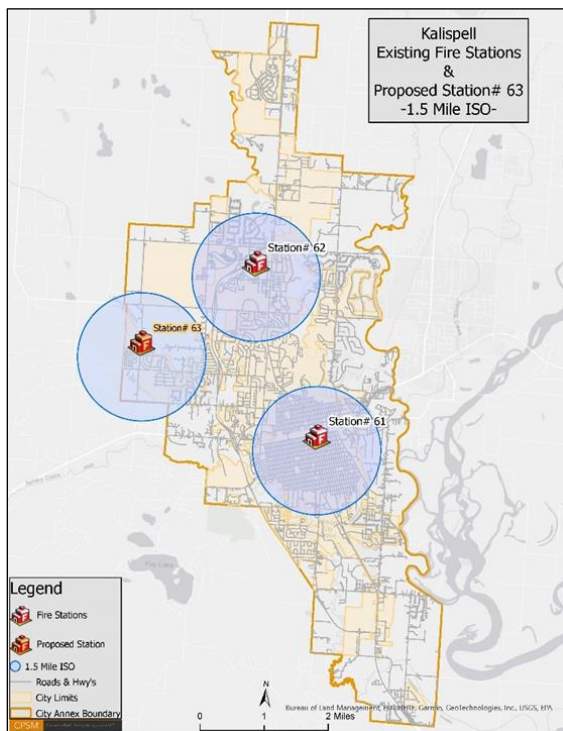 Kalispell
Existing Fire Stations
&
Proposed Station# 63
-1.5 Mile ISO-
Station# 62
Station# 63
Station# 61
Legend
Fire Stations
Proposed Station
1.5 Mile ISO
Roads & Hwy's
City Limits
City Annex Boundary
CPSM
N
0 1 2 Miles
Bureau of Land Management, Esri, HERE, Garmin, GeoTechnologies, Inc., USGS, EPA